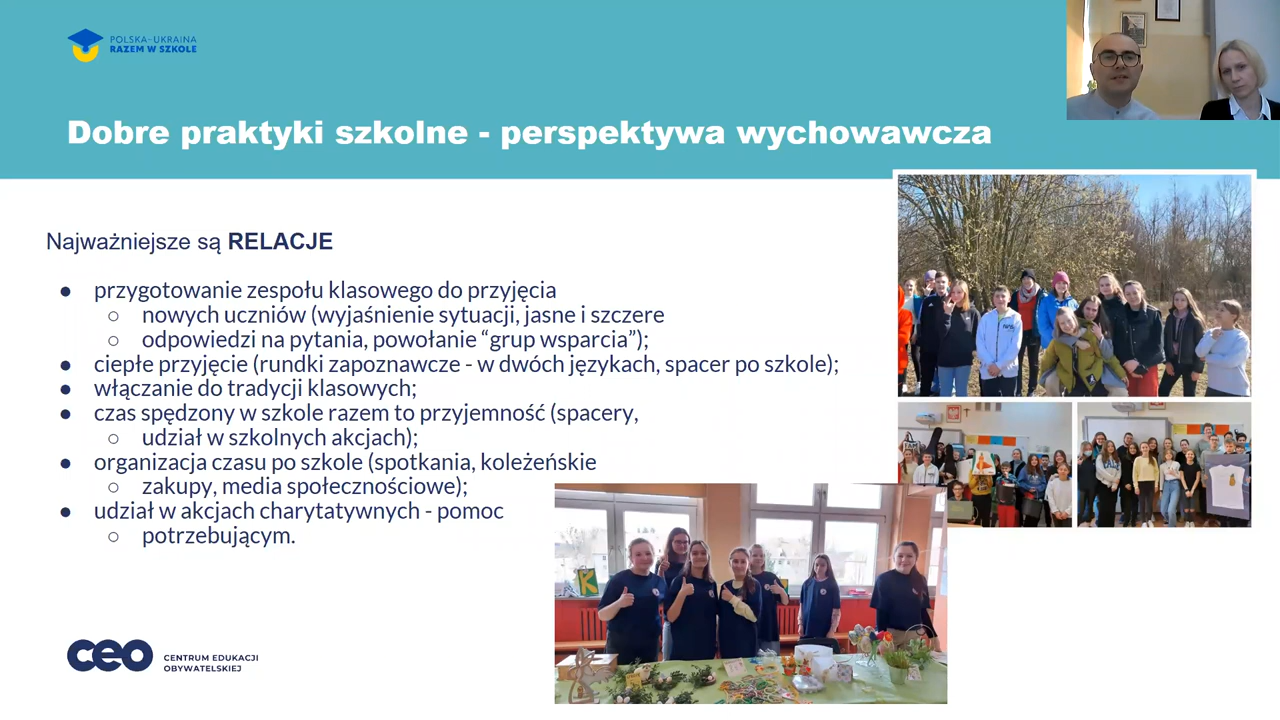 POLSKA-UKRAINA
RAZEM W SZKOLE
Dobre praktyki szkolne - perspektywa wychowawcza
Najważniejsze są RELACJE
● przygotowanie zespołu klasowego do przyjęcia
○ nowych uczniów (wyjaśnienie sytuacji, jasne i szczere
○ odpowiedzi na pytania, powołanie “grup wsparcia”);
● ciepłe przyjęcie (rundki zapoznawcze - w dwóch językach, spacer po szkole);
● włączanie do tradycji klasowych;
● czas spędzony w szkole razem to przyjemność (spacery,
○ udział w szkolnych akcjach);
● organizacja czasu po szkole (spotkania, koleżeńskie
○ zakupy, media społecznościowe);
● udział w akcjach charytatywnych - pomoc
○ potrzebującym.
K
ceo CENTRUM EDUKACJI
OBYWATELSKIEJ